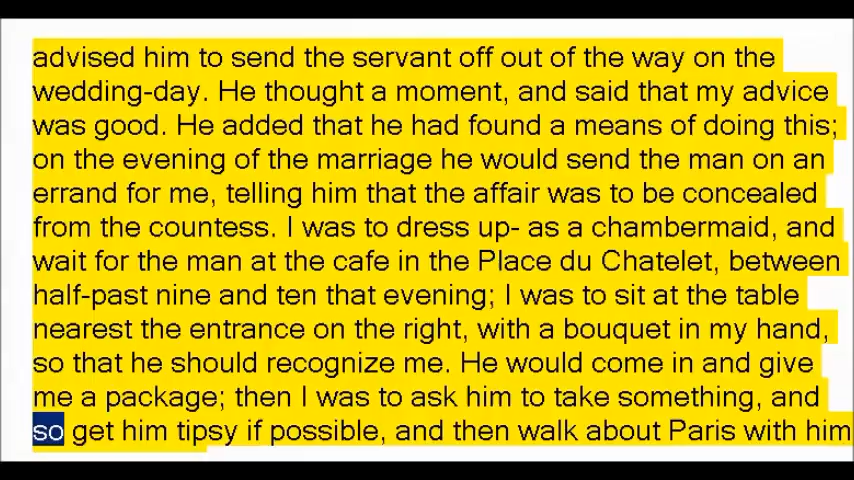 advised him to send the servant off out of the way on the
wedding-day. He thought a moment, and said that my advice
was good. He added that he had found a means of doing this;
on the evening of the marriage he would send the man on an
errand for me, telling him that the affair was to be concealed
from the countess. I was to dress up- as a chambermaid, and
wait for the man at the cafe in the Place du Chatelet, between
half-past nine and ten that evening; I was to sit at the table
nearest the entrance on the right, with a bouquet in my hand,
so that he should recognize me. He would come in and give
me a package; then I was to ask him to take something, and
so get him tipsy if possible, and then walk about Paris with him